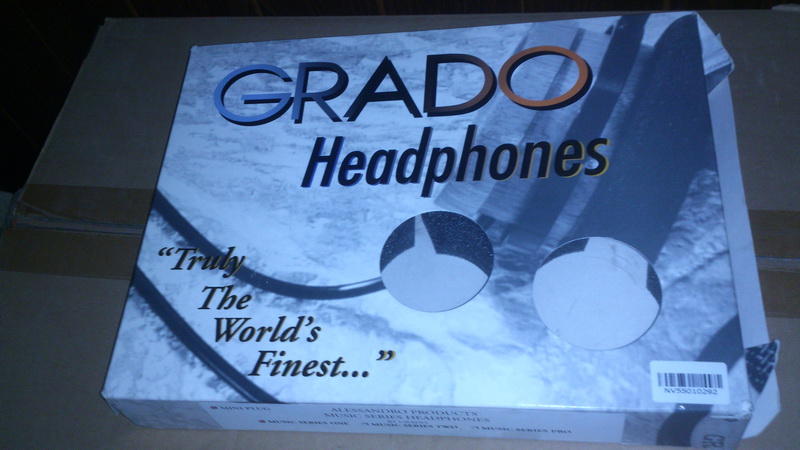 GRADO
Headphones
"Truly
The
World's
Finest..."
NV55010292
MINI PLUG
ALESSANDRO PRODUCTS
MUSIC SERIES HEADPHONES
MUSIC SERIES ONE MUSIC SERIES TWO MUSIC SERIES PRO